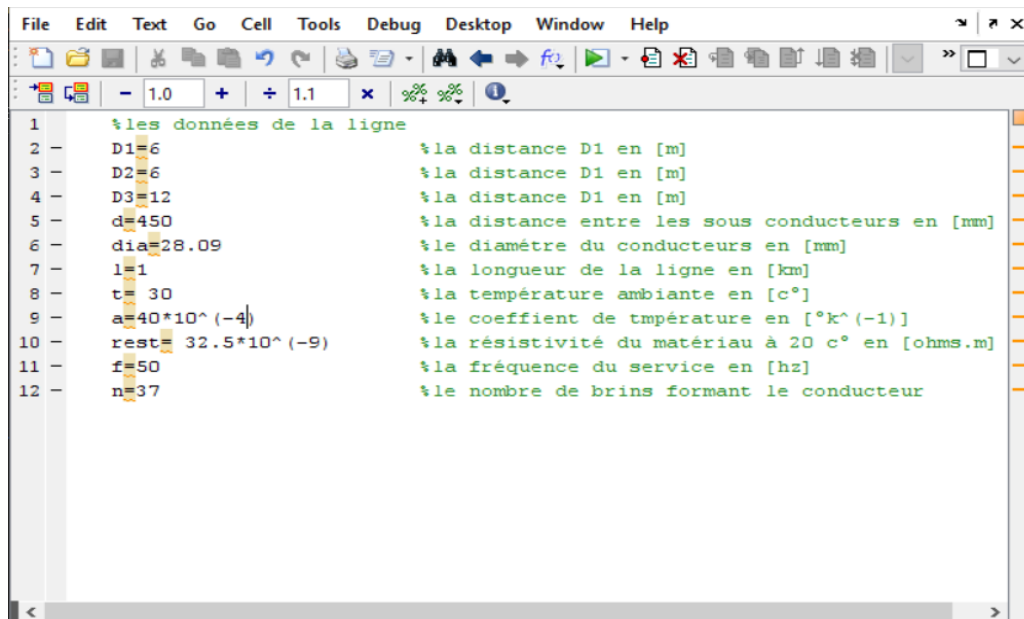 File Edit Text Go Cell Tools Debug Desktop Window Help
1.0 1.1
1 %les données de la ligne
2 D1=6 %la distance D1 en [m]
3 D2=6 %la distance D1 en [m]
4 D3=12 %la distance D1 en [m]
5 d=450 %la distance entre les sous conducteurs en [mm]
6 dia=28.09 %le diamétre du conducteurs en [mm]
7 l=1 %la longueur de la ligne en [km]
8 t= 30 %la température ambiante en [c°]
9 a=40*10^(-4) %le coeffient de tmpérature en [°k^(-1)]
10 rest= 32.5*10^(-9) %la résistivité du matériau à 20 c° en [ohms.m]
11 f=50 %la fréquence du service en [hz]
12 n=37 %le nombre de brins formant le conducteur